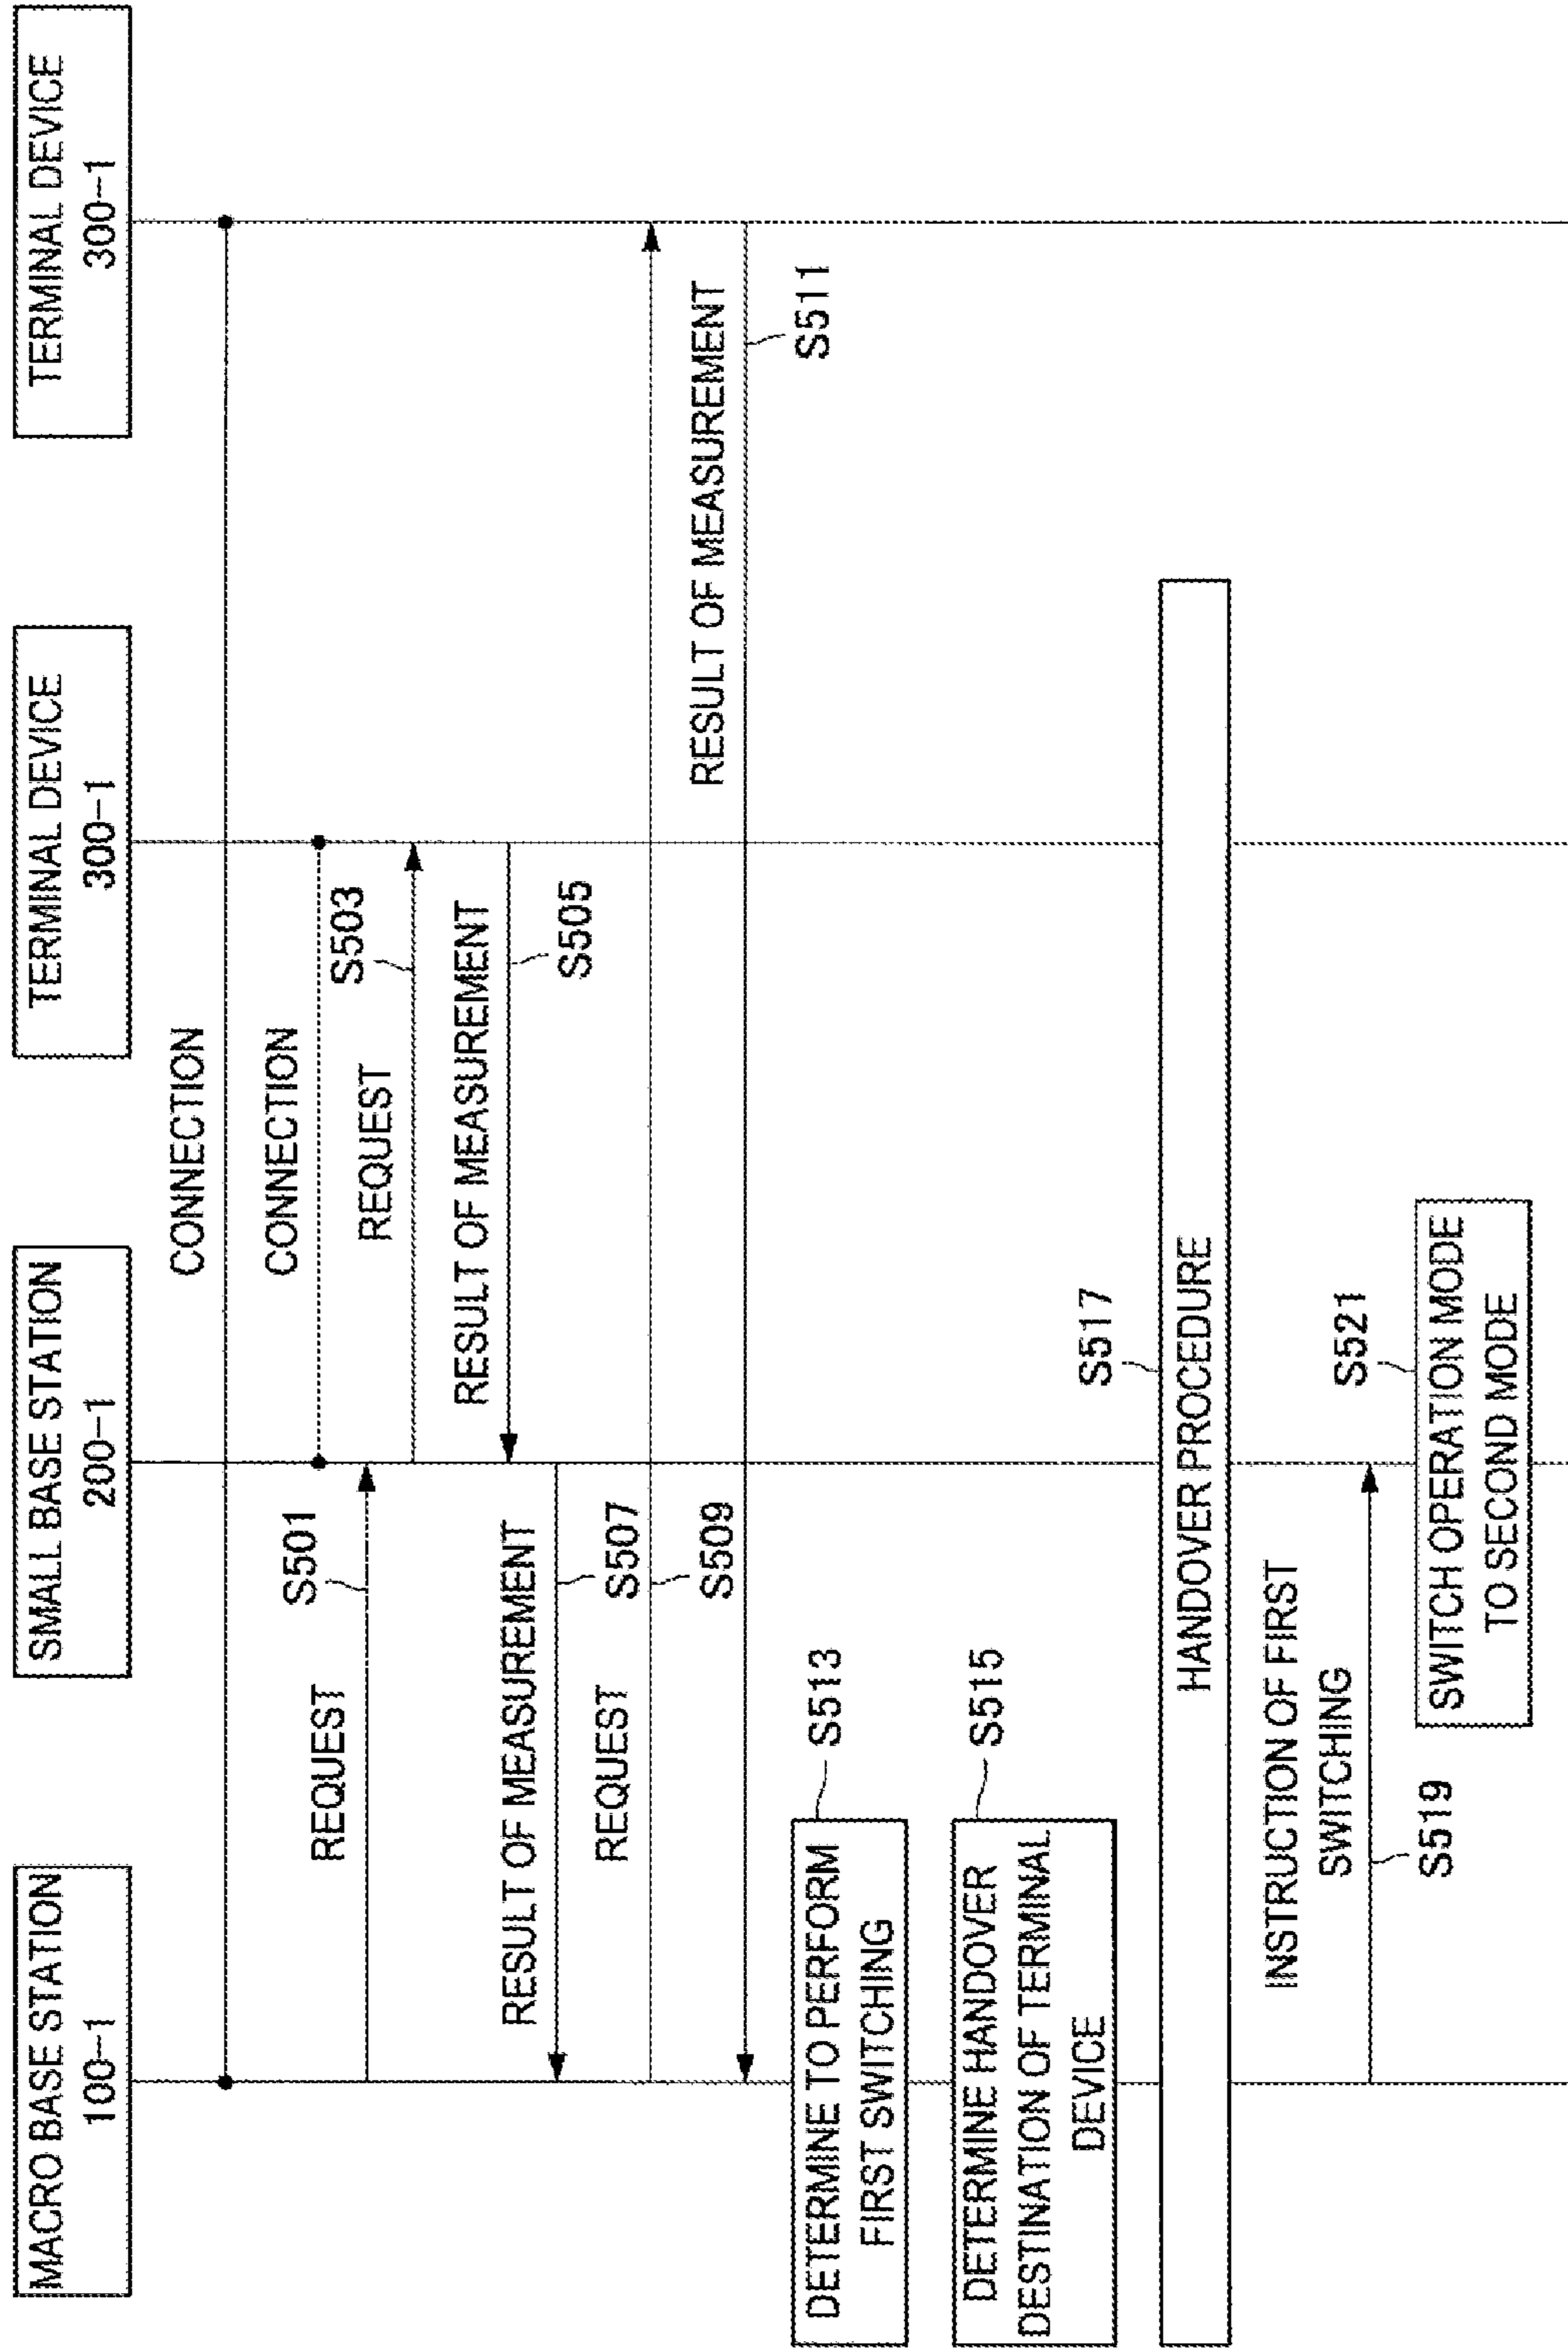 MACRO BASE STATION
100-1
SMALL BASE STATION
200-1
TERMINAL DEVICE
300-1
TERMINAL DEVICE
300-1
CONNECTION
CONNECTION
S501
REQUEST
S503
REQUEST
RESULT OF MEASUREMENT
S505
RESULT OF MEASUREMENT
S507
REQUEST
S509
RESULT OF MEASUREMENT
S511
DETERMINE TO PERFORM
FIRST SWITCHING
S513
DETERMINE HANDOVER
DESTINATION OF TERMINAL
DEVICE
S515
S517
HANDOVER PROCEDURE
INSTRUCTION OF FIRST
SWITCHING
S519
S521
SWITCH OPERATION MODE
TO SECOND MODE